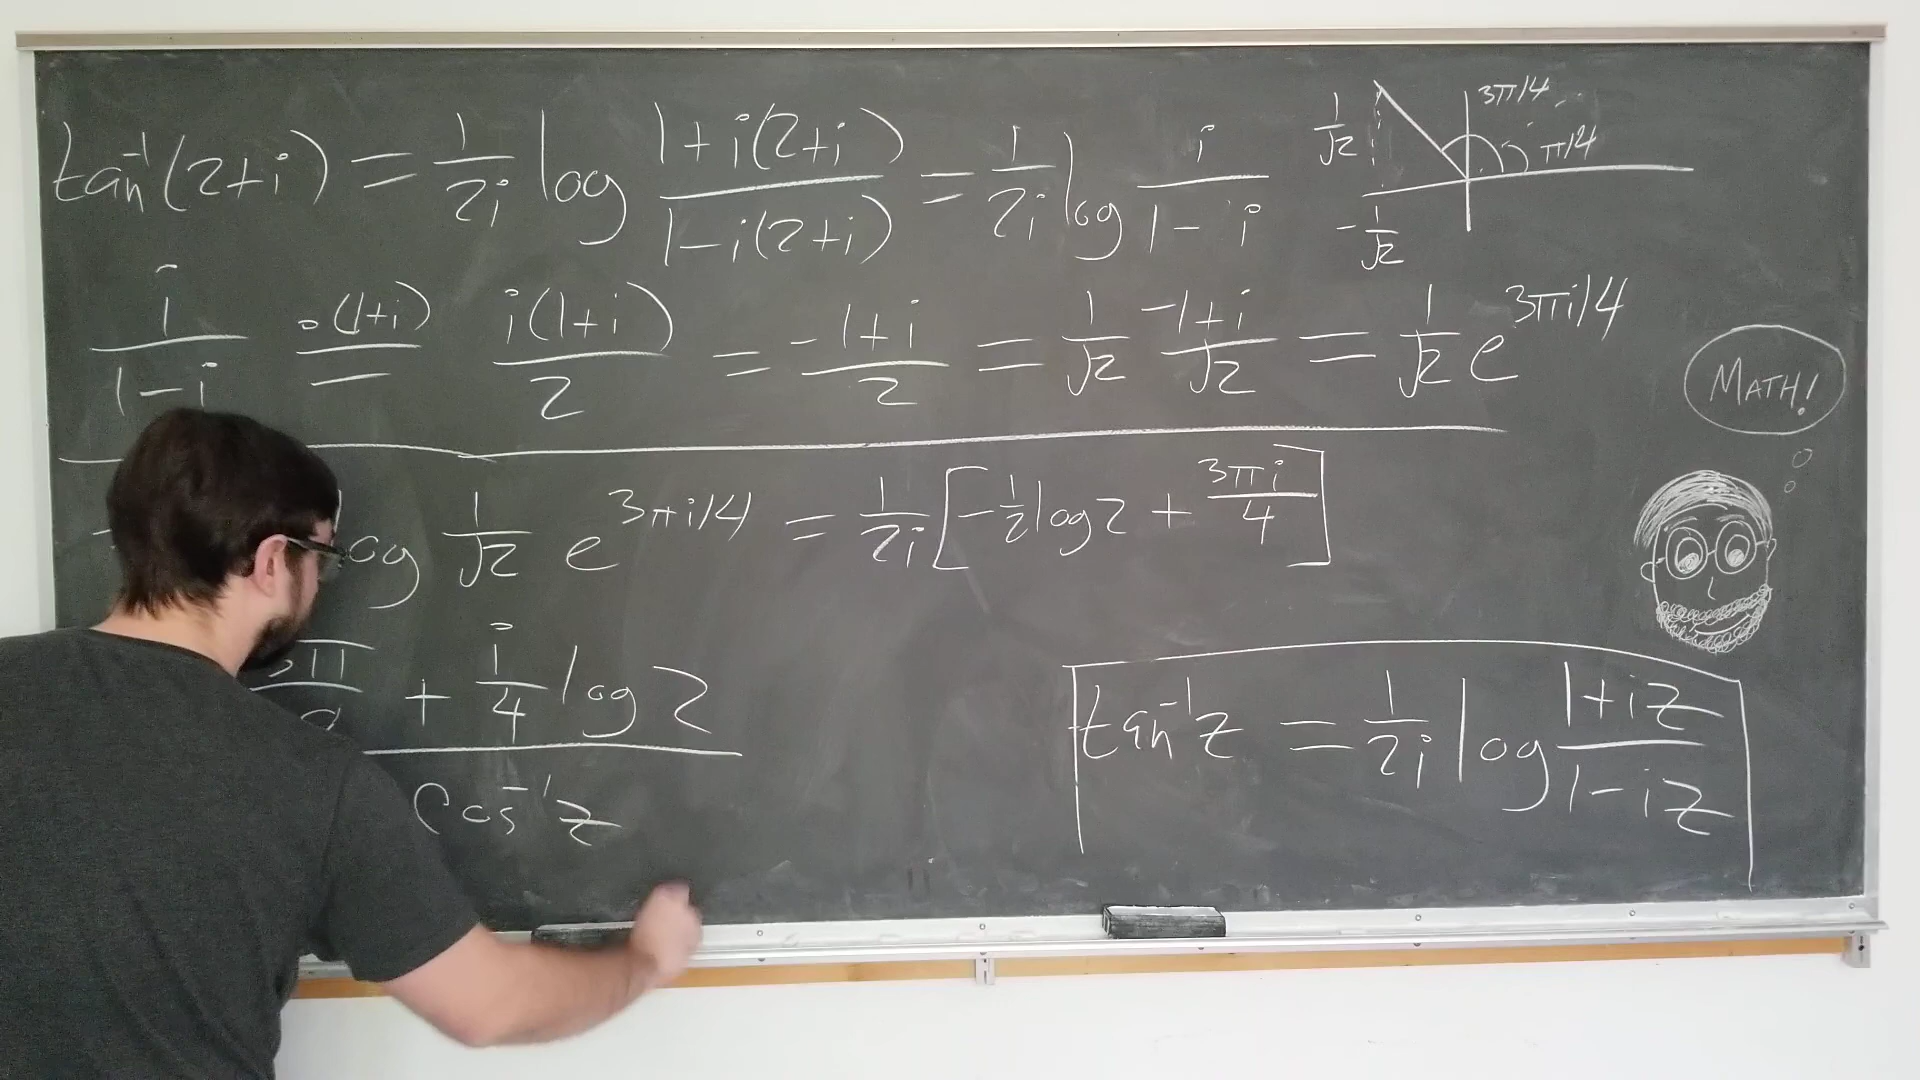 tan⁻¹(2+i) = 1/2i log (1+i(2+i))/(1-i(2+i)) = 1/2i log i/(1-i)
1/√2 3π/4 π/4 -1/√2
i/(1-i) =·(1+i) i(1+i)/2 = (-1+i)/2 = 1/√2 (-1+i)/√2 = 1/√2 e^(3πi/4)
MATH!
log 1/√2 e^(3πi/4) = 1/2i [-1/2 log 2 + 3πi/4]
+ i/4 log 2
tan⁻¹z = 1/2i log (1+iz)/(1-iz)
cos⁻¹z